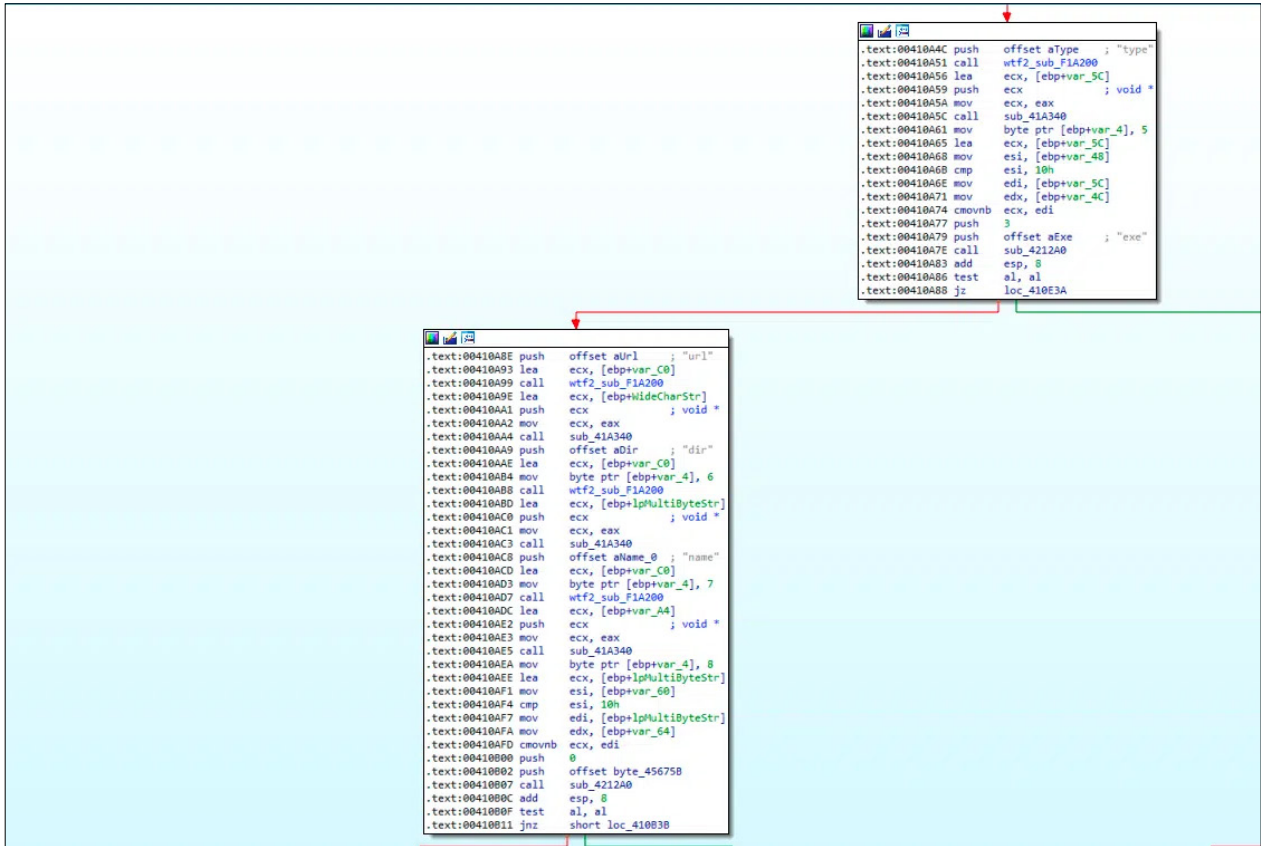 .text:00410A4C push offset aType ; "type"
.text:00410A51 call wtf2_sub_F1A200
.text:00410A56 lea ecx, [ebp+var_5C]
.text:00410A59 push ecx ; void *
.text:00410A5A mov ecx, eax
.text:00410A5C call sub_41A340
.text:00410A61 mov byte ptr [ebp+var_4], 5
.text:00410A65 lea ecx, [ebp+var_5C]
.text:00410A68 mov esi, [ebp+var_48]
.text:00410A6B cmp esi, 10h
.text:00410A6E mov edi, [ebp+var_5C]
.text:00410A71 mov edx, [ebp+var_4C]
.text:00410A74 cmovnb ecx, edi
.text:00410A77 push 3
.text:00410A79 push offset aExe ; "exe"
.text:00410A7E call sub_4212A0
.text:00410A83 add esp, 8
.text:00410A86 test al, al
.text:00410A88 jz loc_410E3A
.text:00410A8E push offset aUrl ; "url"
.text:00410A93 lea ecx, [ebp+var_C0]
.text:00410A99 call wtf2_sub_F1A200
.text:00410A9E lea ecx, [ebp+WideCharStr]
.text:00410AA1 push ecx ; void *
.text:00410AA2 mov ecx, eax
.text:00410AA4 call sub_41A340
.text:00410AA9 push offset aDir ; "dir"
.text:00410AAE lea ecx, [ebp+var_C0]
.text:00410AB4 mov byte ptr [ebp+var_4], 6
.text:00410AB8 call wtf2_sub_F1A200
.text:00410ABD lea ecx, [ebp+lpMultiByteStr]
.text:00410AC0 push ecx ; void *
.text:00410AC1 mov ecx, eax
.text:00410AC3 call sub_41A340
.text:00410AC8 push offset aName_0 ; "name"
.text:00410ACD lea ecx, [ebp+var_C0]
.text:00410AD3 mov byte ptr [ebp+var_4], 7
.text:00410AD7 call wtf2_sub_F1A200
.text:00410ADC lea ecx, [ebp+var_A4]
.text:00410AE2 push ecx ; void *
.text:00410AE3 mov ecx, eax
.text:00410AE5 call sub_41A340
.text:00410AEA mov byte ptr [ebp+var_4], 8
.text:00410AEE lea ecx, [ebp+lpMultiByteStr]
.text:00410AF1 mov esi, [ebp+var_60]
.text:00410AF4 cmp esi, 10h
.text:00410AF7 mov edi, [ebp+lpMultiByteStr]
.text:00410AFA mov edx, [ebp+var_64]
.text:00410AFD cmovnb ecx, edi
.text:00410B00 push 0
.text:00410B02 push offset byte_45675B
.text:00410B07 call sub_4212A0
.text:00410B0C add esp, 8
.text:00410B0F test al, al
.text:00410B11 jnz short loc_410B3B